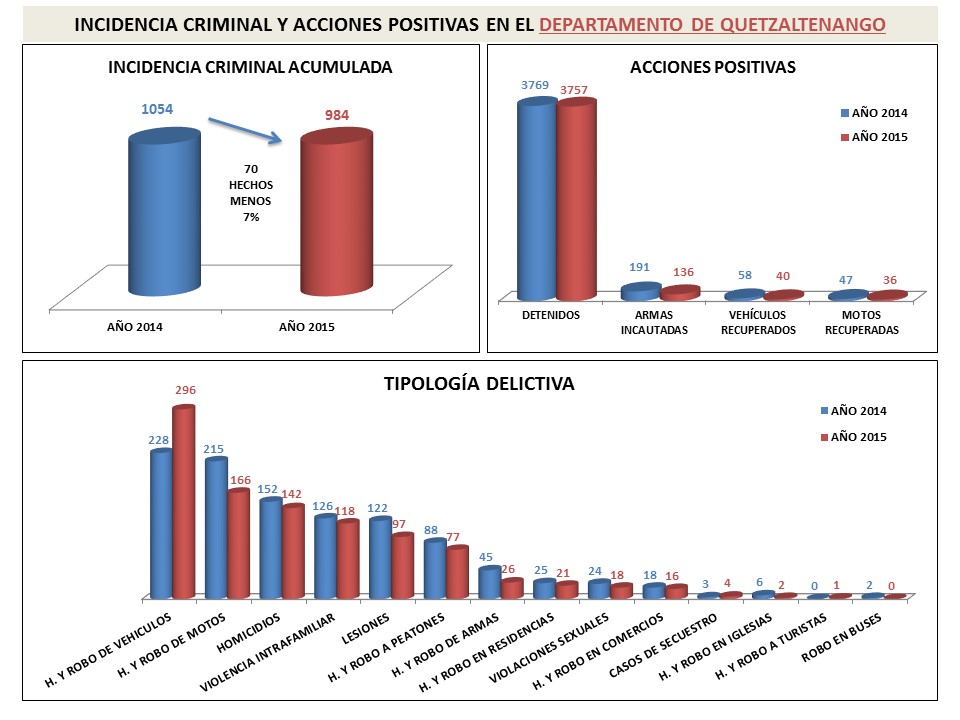 INCIDENCIA CRIMINAL Y ACCIONES POSITIVAS EN EL DEPARTAMENTO DE QUETZALTENANGO
INCIDENCIA CRIMINAL ACUMULADA
1054
984
70
HECHOS
MENOS
7%
AÑO 2014
AÑO 2015
ACCIONES POSITIVAS
3769
3757
AÑO 2014
AÑO 2015
191
136
58
40
47
36
DETENIDOS
ARMAS
INCAUTADAS
VEHÍCULOS
RECUPERADOS
MOTOS
RECUPERADAS
TIPOLOGÍA DELICTIVA
AÑO 2014
AÑO 2015
228
296
215
166
152
142
126
118
122
97
88
77
45
26
25
21
24
18
18
16
3
4
6
2
0
1
2
0
H. Y ROBO DE VEHICULOS
H. Y ROBO DE MOTOS
HOMICIDIOS
VIOLENCIA INTRAFAMILIAR
LESIONES
H. Y ROBO A PEATONES
H. Y ROBO DE ARMAS
H. Y ROBO EN RESIDENCIAS
VIOLACIONES SEXUALES
H. Y ROBO EN COMERCIOS
CASOS DE SECUESTRO
H. Y ROBO EN IGLESIAS
H. Y ROBO A TURISTAS
ROBO EN BUSES